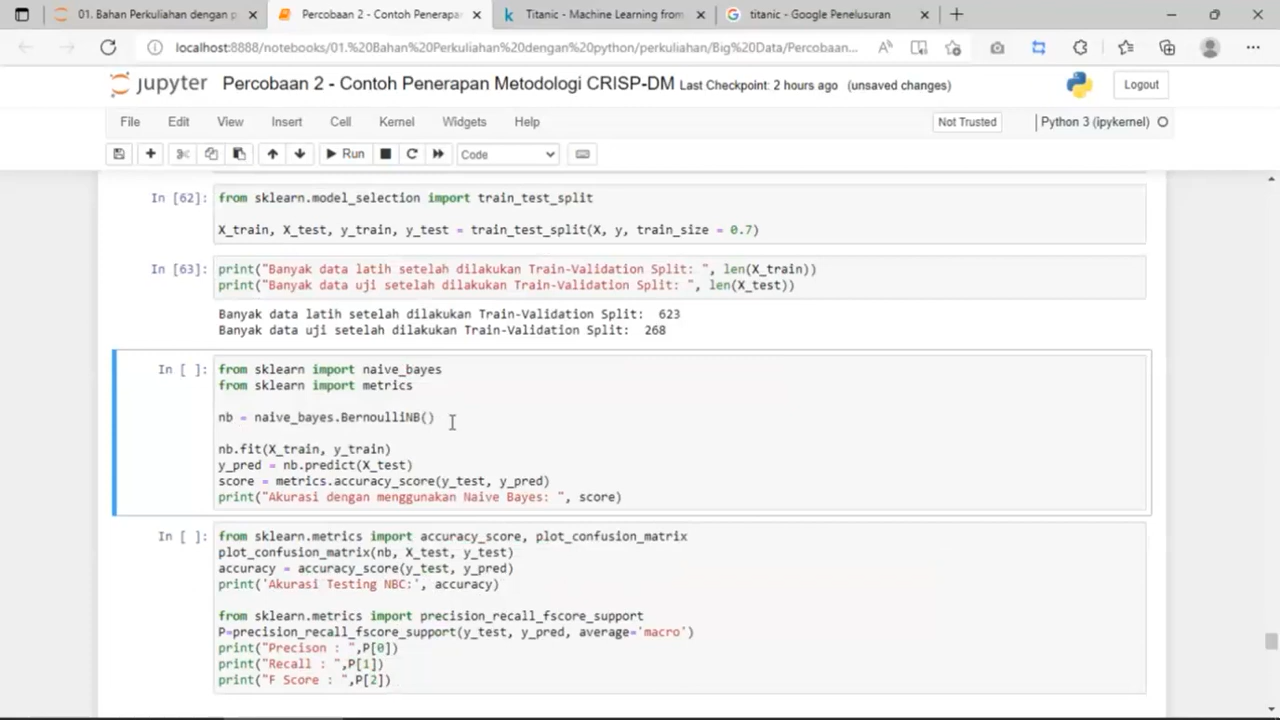 01. Bahan Perkuliahan dengan p
Percobaan 2 - Contoh Penerapan
Titanic - Machine Learning from
titanic - Google Penelusuran
localhost:8888/notebooks/01.%20Bahan%20Perkuliahan%20dengan%20python/perkuliahan/Big%20Data/Percobaan...
jupyter Percobaan 2 - Contoh Penerapan Metodologi CRISP-DM Last Checkpoint: 2 hours ago (unsaved changes)
Logout
File Edit View Insert Cell Kernel Widgets Help
Not Trusted
Python 3 (ipykernel)
Run
Code
In [62]: from sklearn.model_selection import train_test_split
X_train, X_test, y_train, y_test = train_test_split(X, y, train_size = 0.7)
In [63]: print("Banyak data latih setelah dilakukan Train-Validation Split: ", len(X_train))
print("Banyak data uji setelah dilakukan Train-Validation Split: ", len(X_test))
Banyak data latih setelah dilakukan Train-Validation Split:  623
Banyak data uji setelah dilakukan Train-Validation Split:  268
In [ ]: from sklearn import naive_bayes
from sklearn import metrics
nb = naive_bayes.BernoulliNB()
nb.fit(X_train, y_train)
y_pred = nb.predict(X_test)
score = metrics.accuracy_score(y_test, y_pred)
print("Akurasi dengan menggunakan Naive Bayes: ", score)
In [ ]: from sklearn.metrics import accuracy_score, plot_confusion_matrix
plot_confusion_matrix(nb, X_test, y_test)
accuracy = accuracy_score(y_test, y_pred)
print('Akurasi Testing NBC:', accuracy)
from sklearn.metrics import precision_recall_fscore_support
P=precision_recall_fscore_support(y_test, y_pred, average='macro')
print("Precison : ",P[0])
print("Recall : ",P[1])
print("F Score : ",P[2])